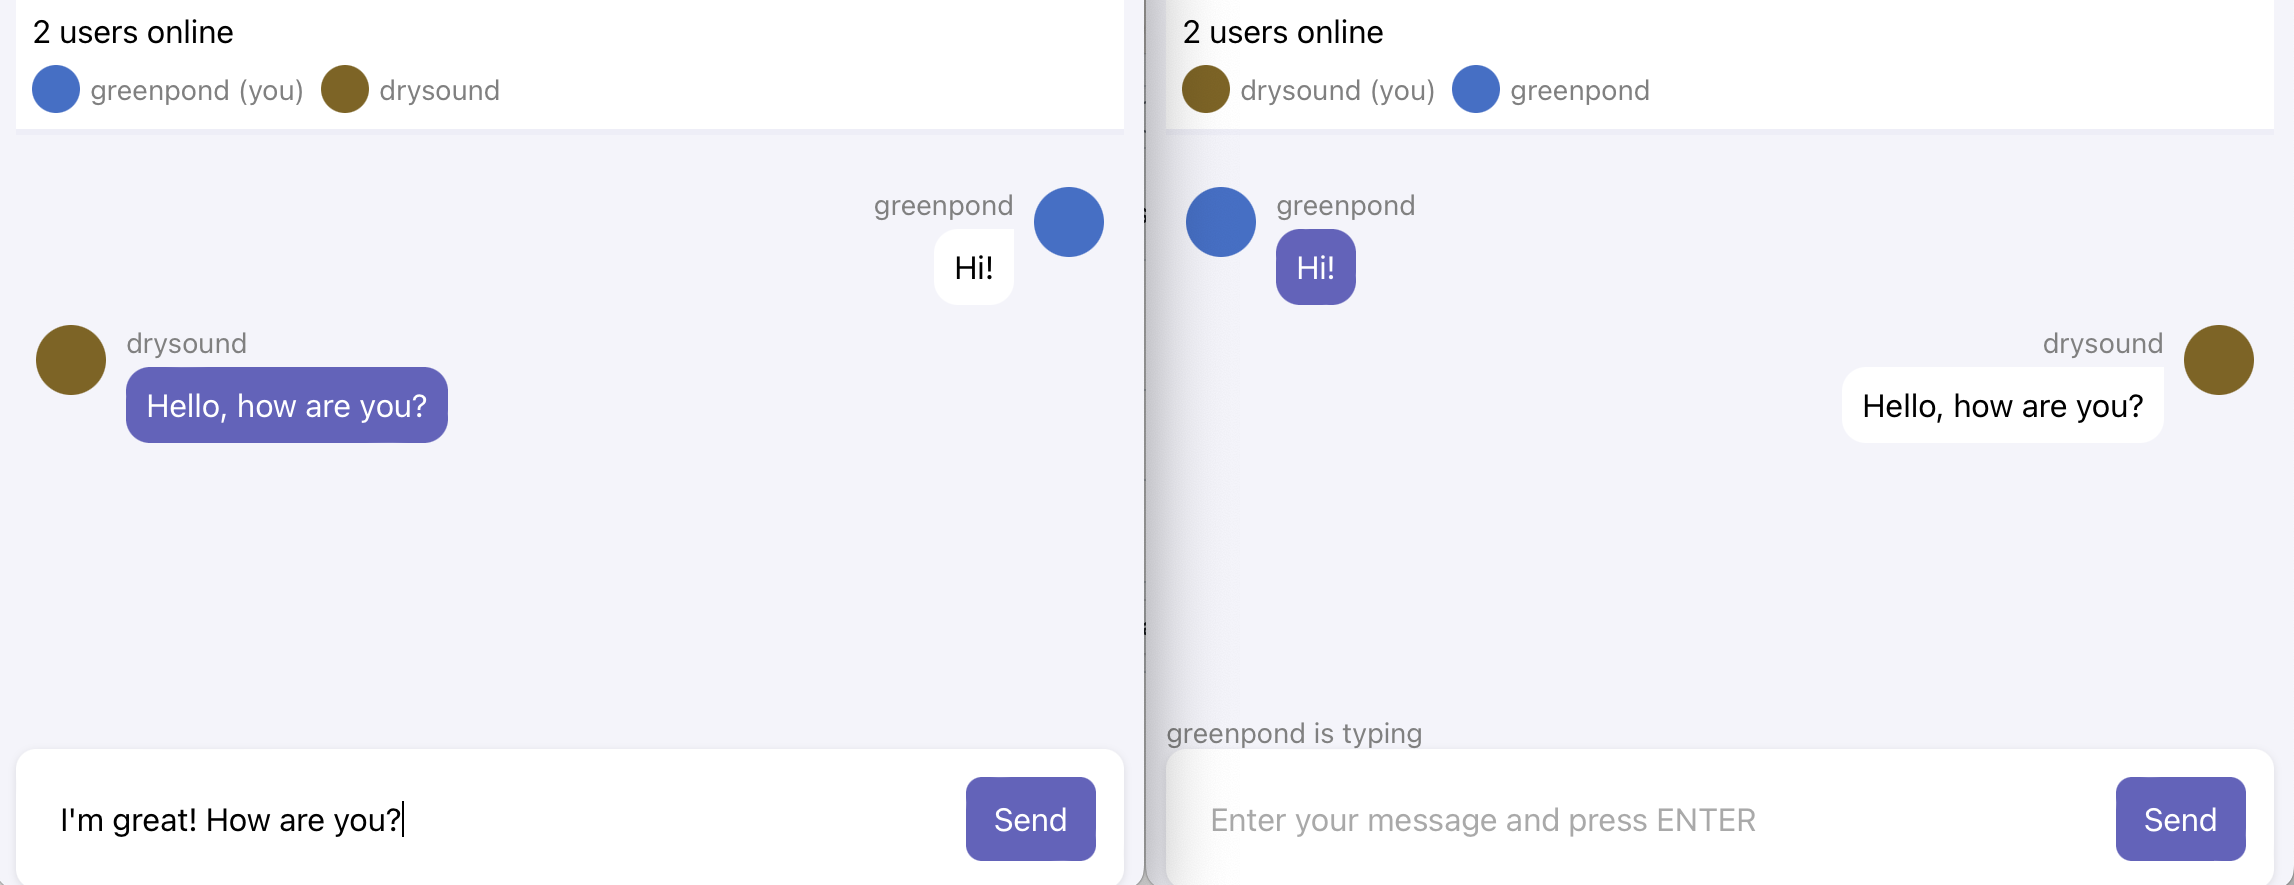 2 users online
greenpond (you) drysound
greenpond
Hi!
drysound
Hello, how are you?
I'm great! How are you?
Send
2 users online
drysound (you) greenpond
greenpond
Hi!
drysound
Hello, how are you?
greenpond is typing
Enter your message and press ENTER
Send